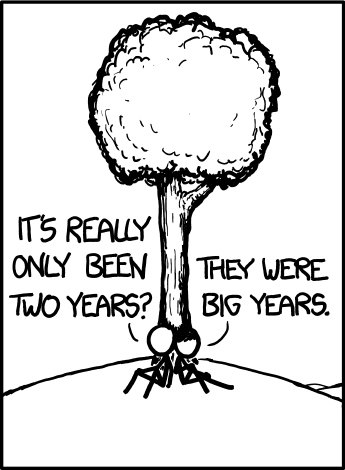 IT'S REALLY
ONLY BEEN
TWO YEARS?
THEY WERE
BIG YEARS.